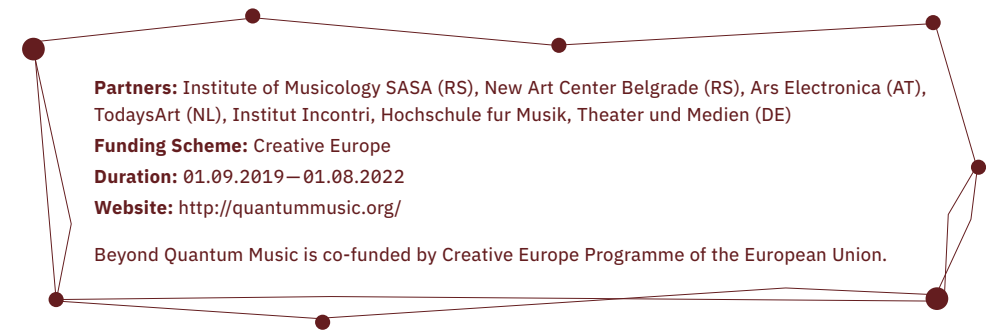 Partners: Institute of Musicology SASA (RS), New Art Center Belgrade (RS), Ars Electronica (AT),
TodaysArt (NL), Institut Incontri, Hochschule fur Musik, Theater und Medien (DE)
Funding Scheme: Creative Europe
Duration: 01.09.2019—01.08.2022
Website: http://quantummusic.org/
Beyond Quantum Music is co-funded by Creative Europe Programme of the European Union.